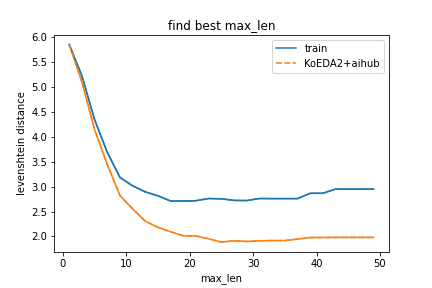 find best max_len
train
KoEDA2+aihub
levenshtein distance
6.0
5.5
5.0
4.5
4.0
3.5
3.0
2.5
2.0
0 10 20 30 40 50
max_len